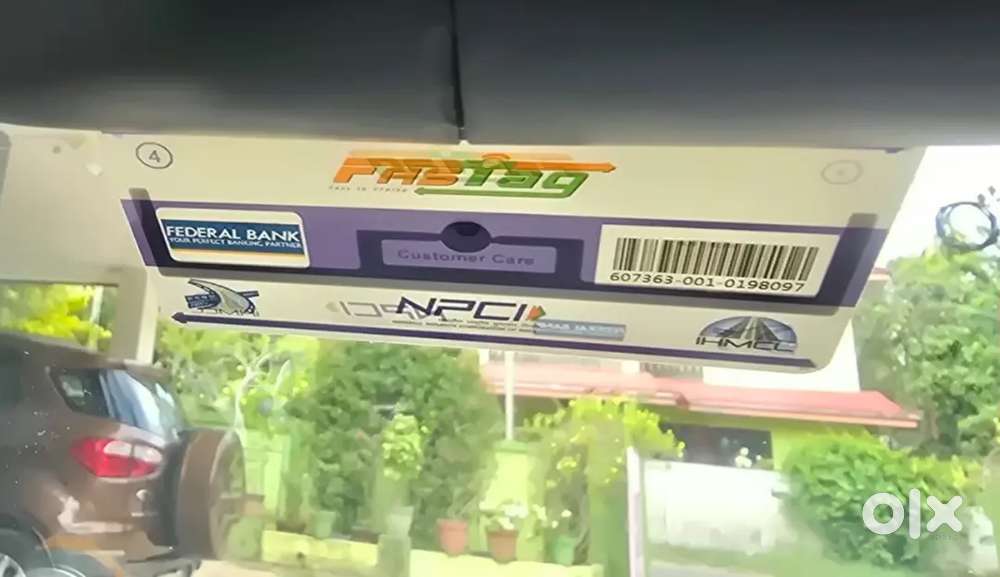 4
FASTag
FEDERAL BANK
YOUR PERFECT BANKING PARTNER
Customer Care
607363-001-0198097
NPCI
IHMCL
olx